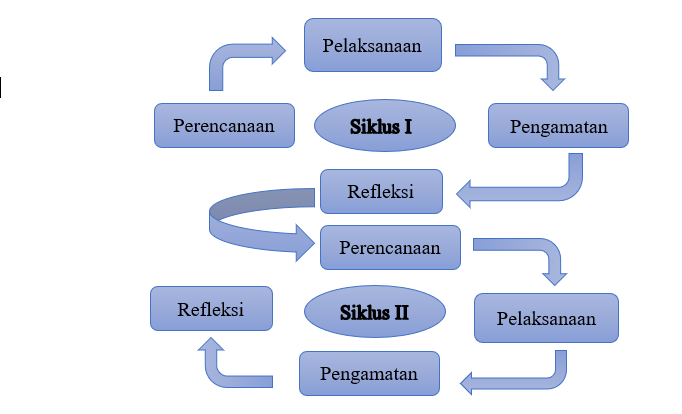 Pelaksanaan
Perencanaan
Siklus I
Pengamatan
Refleksi
Perencanaan
Refleksi
Siklus II
Pelaksanaan
Pengamatan